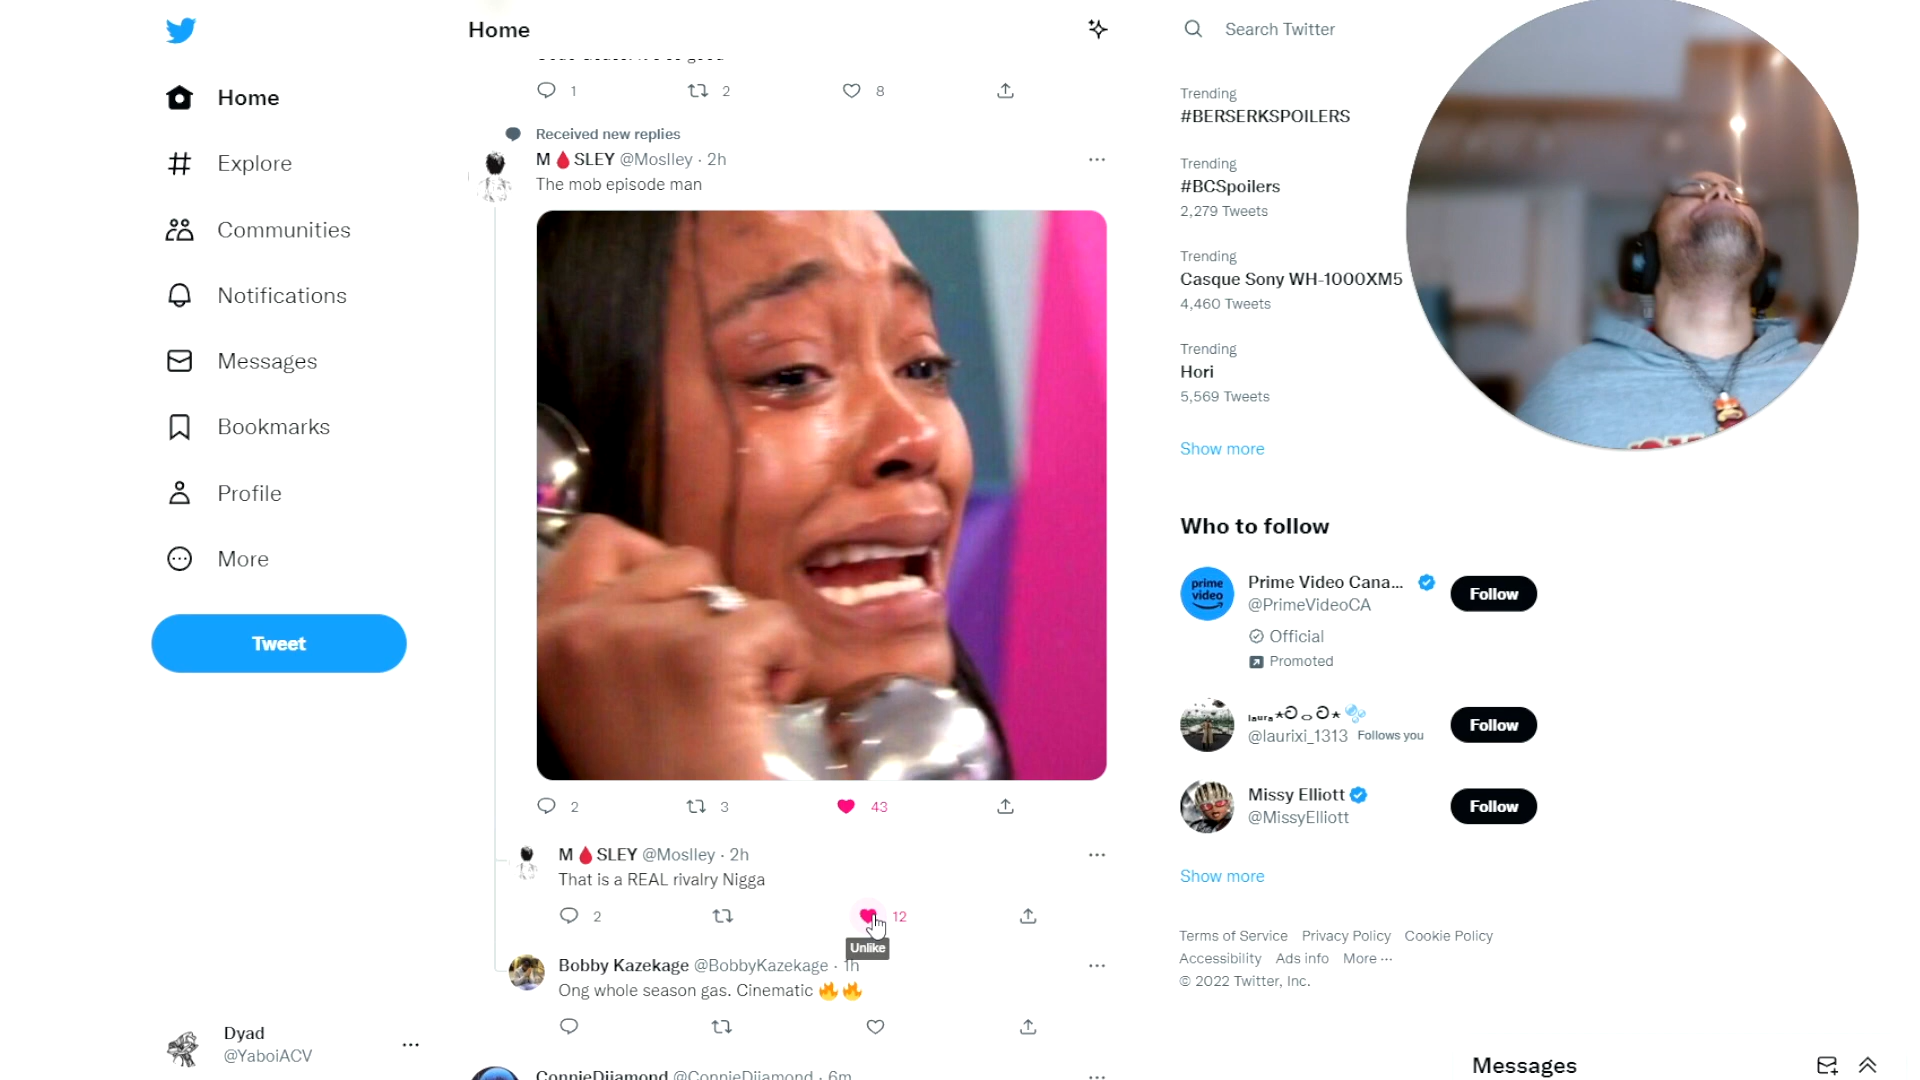 Home
Search Twitter
1
2
8
Home
Explore
Communities
Notifications
Messages
Bookmarks
Profile
More
Tweet
Received new replies
M🩸SLEY @Moslley · 2h
The mob episode man
2
3
43
M🩸SLEY @Moslley · 2h
That is a REAL rivalry Nigga
2
12
Unlike
Bobby Kazekage @BobbyKazekage · 1h
Ong whole season gas. Cinematic 🔥🔥
ConnieDiiamond @ConnieDiiamond · 6m
Trending
#BERSERKSPOILERS
Trending
#BCSpoilers
2,279 Tweets
Trending
Casque Sony WH-1000XM5
4,460 Tweets
Trending
Hori
5,569 Tweets
Show more
Who to follow
prime
video
Prime Video Cana...
@PrimeVideoCA
Official
Promoted
Follow
@laurixi_1313 Follows you
Follow
Missy Elliott
@MissyElliott
Follow
Show more
Terms of Service Privacy Policy Cookie Policy
Accessibility Ads info More ···
© 2022 Twitter, Inc.
Dyad
@YaboiACV
Messages